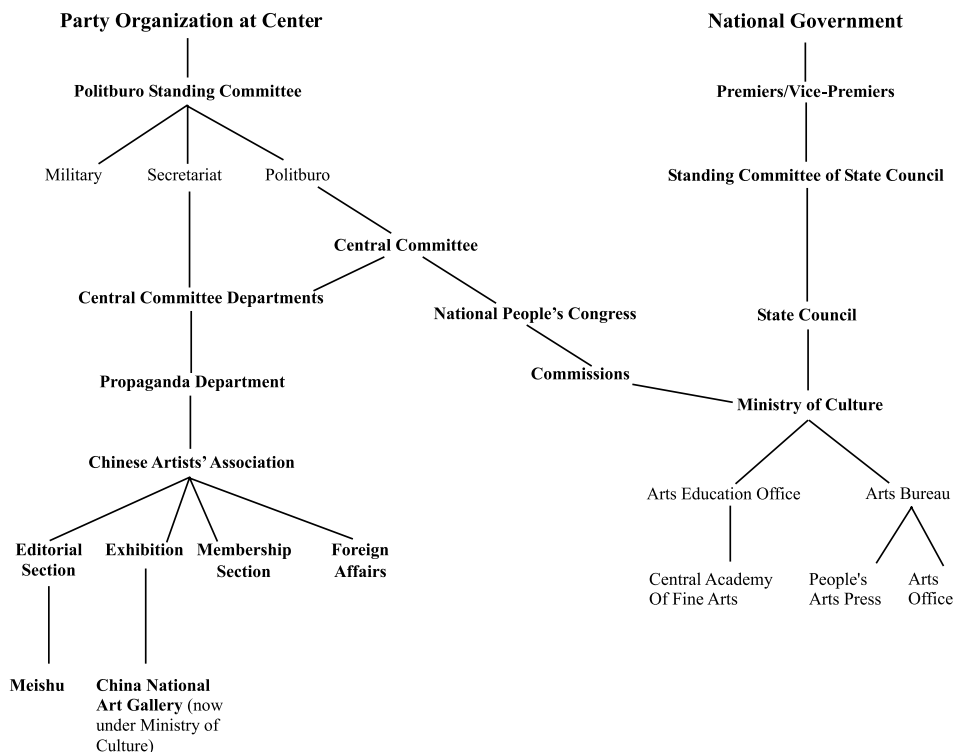 Party Organization at Center
National Government
Politburo Standing Committee
Premiers/Vice-Premiers
Military
Secretariat
Politburo
Standing Committee of State Council
Central Committee
Central Committee Departments
National People's Congress
State Council
Commissions
Propaganda Department
Ministry of Culture
Chinese Artists' Association
Arts Education Office
Arts Bureau
Editorial
Section
Exhibition
Membership
Section
Foreign
Affairs
Central Academy
Of Fine Arts
People's
Arts Press
Arts
Office
Meishu
China National
Art Gallery (now
under Ministry of
Culture)